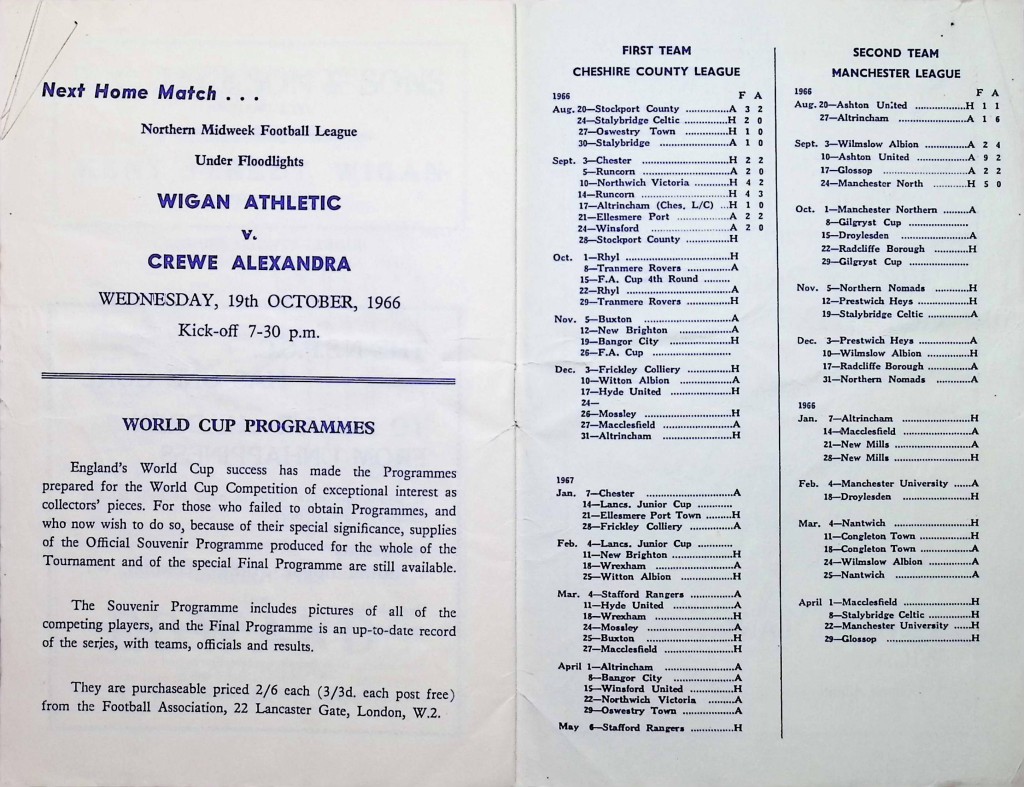 Next Home Match . . .
Northern Midweek Football League
Under Floodlights
WIGAN ATHLETIC
v.
CREWE ALEXANDRA
WEDNESDAY, 19th OCTOBER, 1966
Kick-off 7-30 p.m.
WORLD CUP PROGRAMMES
England's World Cup success has made the Programmes
prepared for the World Cup Competition of exceptional interest as
collectors' pieces. For those who failed to obtain Programmes, and
who now wish to do so, because of their special significance, supplies
of the Official Souvenir Programme produced for the whole of the
Tournament and of the special Final Programme are still available.
The Souvenir Programme includes pictures of all of the
competing players, and the Final Programme is an up-to-date record
of the series, with teams, officials and results.
They are purchaseable priced 2/6 each (3/3d. each post free)
from the Football Association, 22 Lancaster Gate, London, W.2.
FIRST TEAM
CHESHIRE COUNTY LEAGUE
1966 F A
Aug. 20—Stockport County ...............A 3 2
24—Stalybridge Celtic ...............H 2 0
27—Oswestry Town ...............H 1 0
30—Stalybridge ...............A 1 0
Sept. 3—Chester ...............H 2 2
5—Runcorn ...............A 2 0
10—Northwich Victoria ............H 4 2
14—Runcorn ...............H 4 3
17—Altrincham (Ches. L/C) ...H 1 0
21—Ellesmere Port ...............A 2 2
24—Winsford ...............A 2 0
28—Stockport County ...............H
Oct. 1—Rhyl ...............H
8—Tranmere Rovers ...............A
15—F.A. Cup 4th Round .........
22—Rhyl ...............A
29—Tranmere Rovers ...............H
Nov. 5—Buxton ...............A
12—New Brighton ...............A
19—Bangor City ...............H
26—F.A. Cup ...............
Dec. 3—Frickley Colliery ...............H
10—Witton Albion ...............A
17—Hyde United ...............H
24—
26—Mossley ...............H
27—Macclesfield ...............A
31—Altrincham ...............H
1967
Jan. 7—Chester ...............A
14—Lancs. Junior Cup ............
21—Ellesmere Port Town .........H
28—Frickley Colliery ...............A
Feb. 4—Lancs. Junior Cup ............
11—New Brighton ...............H
18—Wrexham ...............A
25—Witton Albion ...............H
Mar. 4—Stafford Rangers ...............A
11—Hyde United ...............A
18—Wrexham ...............H
24—Mossley ...............A
25—Buxton ...............H
27—Macclesfield ...............H
April 1—Altrincham ...............A
8—Bangor City ...............A
15—Winsford United ...............H
22—Northwich Victoria .........A
29—Oswestry Town ...............A
May 6—Stafford Rangers ...............H
SECOND TEAM
MANCHESTER LEAGUE
1966 F A
Aug. 20—Ashton United ...............H 1 1
27—Altrincham ...............A 1 6
Sept. 3—Wilmslow Albion ...............A 2 4
10—Ashton United ...............A 9 2
17—Glossop ...............A 2 2
24—Manchester North ............H 5 0
Oct. 1—Manchester Northern .........A
8—Gilgryst Cup ...............
15—Droylesden ...............A
22—Radcliffe Borough ............H
29—Gilgryst Cup ...............
Nov. 5—Northern Nomads ............H
12—Prestwich Heys ...............H
19—Stalybridge Celtic ...............A
Dec. 3—Prestwich Heys ...............A
10—Wilmslow Albion ...............H
17—Radcliffe Borough ...............A
31—Northern Nomads ............A
1966
Jan. 7—Altrincham ...............H
14—Macclesfield ...............A
21—New Mills ...............A
28—New Mills ...............H
Feb. 4—Manchester University ......A
18—Droylesden ...............H
Mar. 4—Nantwich ...............H
11—Congleton Town ...............H
18—Congleton Town ...............A
24—Wilmslow Albion ...............A
25—Nantwich ...............A
April 1—Macclesfield ...............H
8—Stalybridge Celtic ...............H
22—Manchester University ......H
29—Glossop ...............H